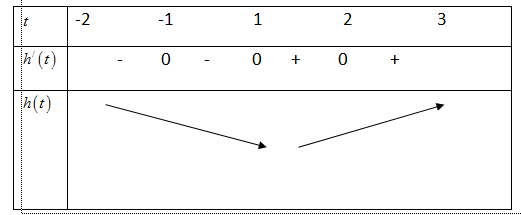 t -2 -1 1 2 3
h'(t) - 0 - 0 + 0 +
h(t)